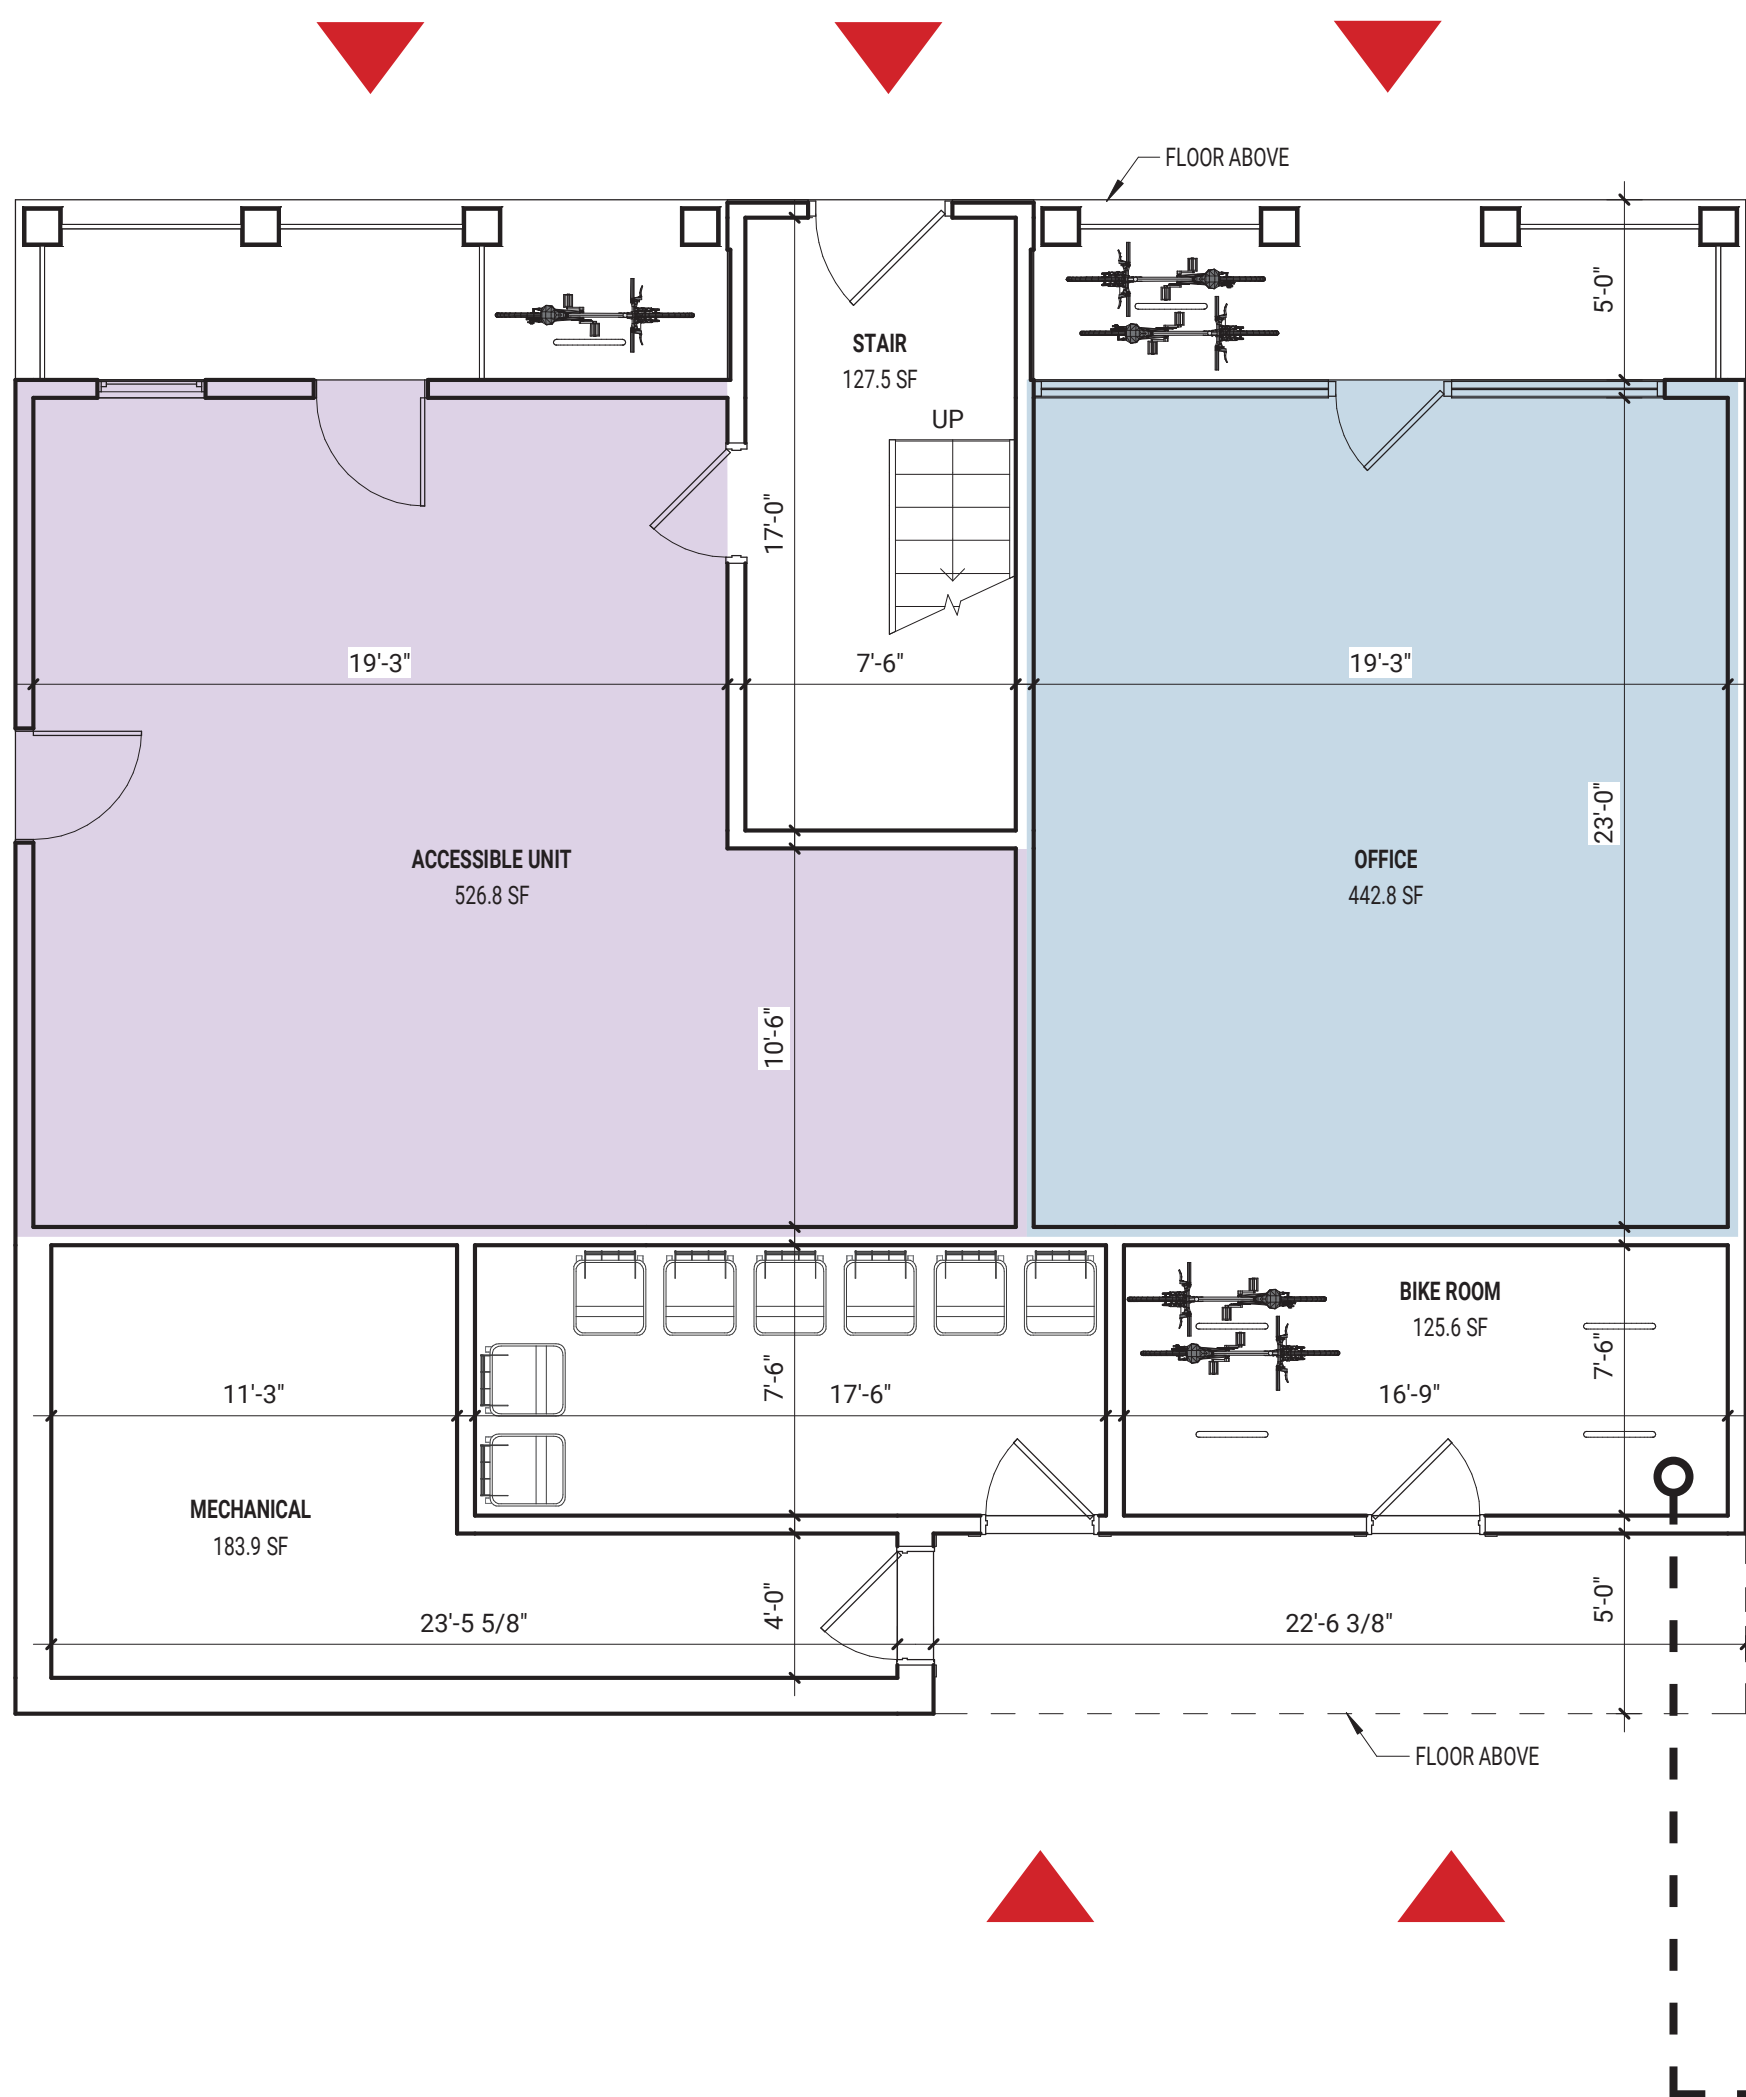 FLOOR ABOVE
5'-0"
STAIR
127.5 SF
UP
17'-0"
19'-3"
7'-6"
19'-3"
23'-0"
ACCESSIBLE UNIT
526.8 SF
OFFICE
442.8 SF
10'-6"
BIKE ROOM
125.6 SF
7'-6"
7'-6"
11'-3"
17'-6"
16'-9"
MECHANICAL
183.9 SF
4'-0"
5'-0"
23'-5 5/8"
22'-6 3/8"
FLOOR ABOVE